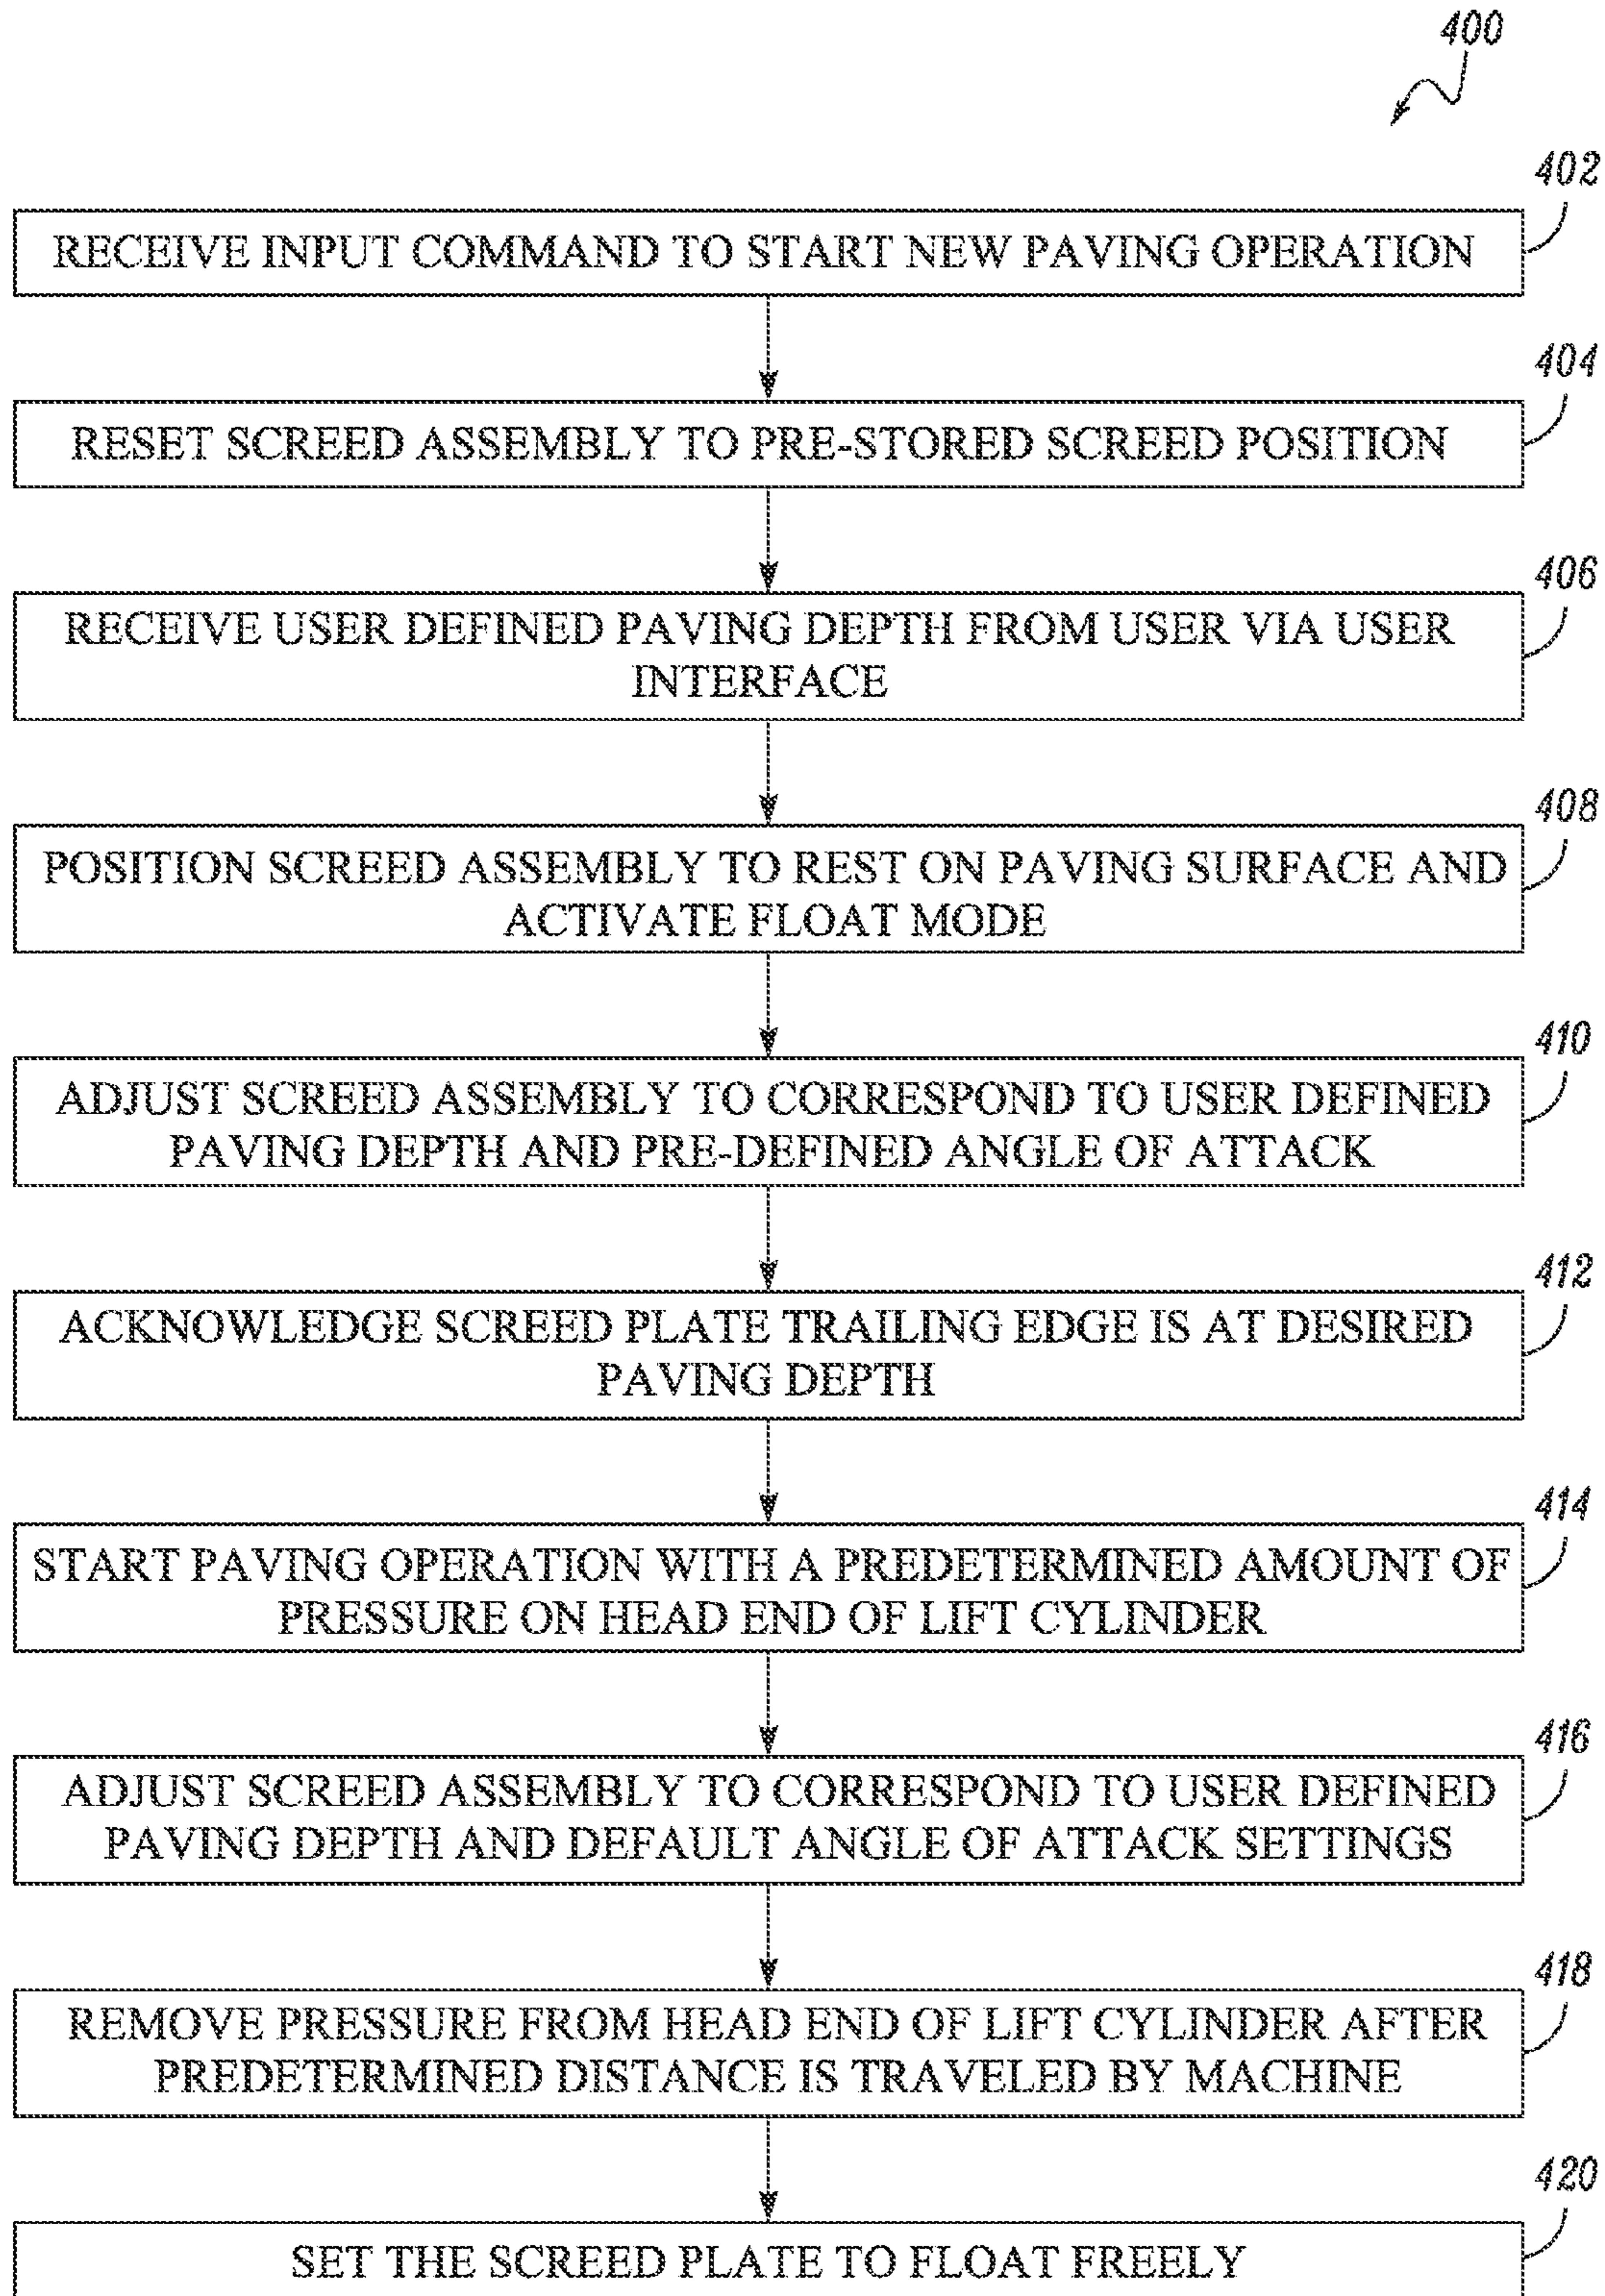 400
402
RECEIVE INPUT COMMAND TO START NEW PAVING OPERATION
404
RESET SCREED ASSEMBLY TO PRE-STORED SCREED POSITION
406
RECEIVE USER DEFINED PAVING DEPTH FROM USER VIA USER
INTERFACE
408
POSITION SCREED ASSEMBLY TO REST ON PAVING SURFACE AND
ACTIVATE FLOAT MODE
410
ADJUST SCREED ASSEMBLY TO CORRESPOND TO USER DEFINED
PAVING DEPTH AND PRE-DEFINED ANGLE OF ATTACK
412
ACKNOWLEDGE SCREED PLATE TRAILING EDGE IS AT DESIRED
PAVING DEPTH
414
START PAVING OPERATION WITH A PREDETERMINED AMOUNT OF
PRESSURE ON HEAD END OF LIFT CYLINDER
416
ADJUST SCREED ASSEMBLY TO CORRESPOND TO USER DEFINED
PAVING DEPTH AND DEFAULT ANGLE OF ATTACK SETTINGS
418
REMOVE PRESSURE FROM HEAD END OF LIFT CYLINDER AFTER
PREDETERMINED DISTANCE IS TRAVELED BY MACHINE
420
SET THE SCREED PLATE TO FLOAT FREELY